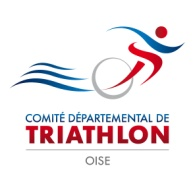 COMITÉ DÉPARTEMENTAL DE
TRIATHLON
OISE